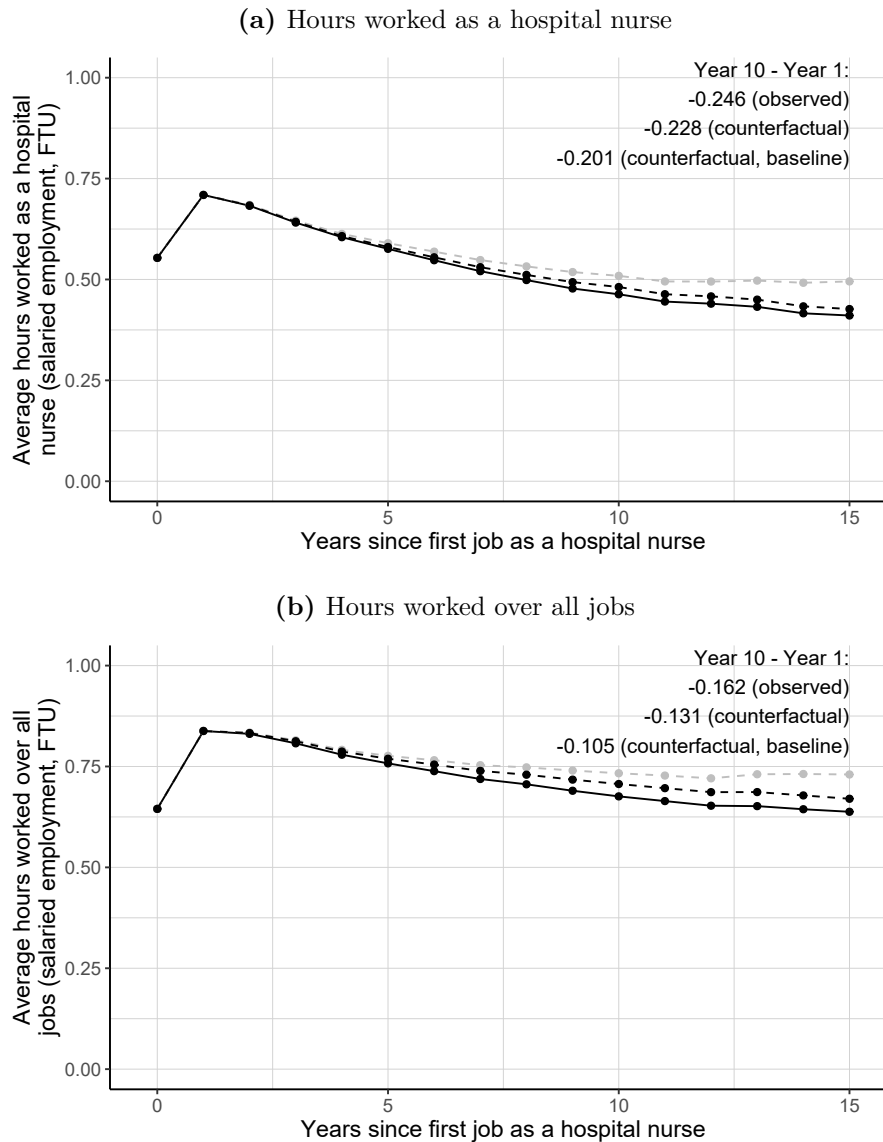 (a) Hours worked as a hospital nurse
Year 10 - Year 1:
-0.246 (observed)
-0.228 (counterfactual)
-0.201 (counterfactual, baseline)
Average hours worked as a hospital
nurse (salaried employment, FTU)
1.00
0.75
0.50
0.25
0.00
0 5 10 15
Years since first job as a hospital nurse
(b) Hours worked over all jobs
Year 10 - Year 1:
-0.162 (observed)
-0.131 (counterfactual)
-0.105 (counterfactual, baseline)
Average hours worked over all
jobs (salaried employment, FTU)
1.00
0.75
0.50
0.25
0.00
0 5 10 15
Years since first job as a hospital nurse